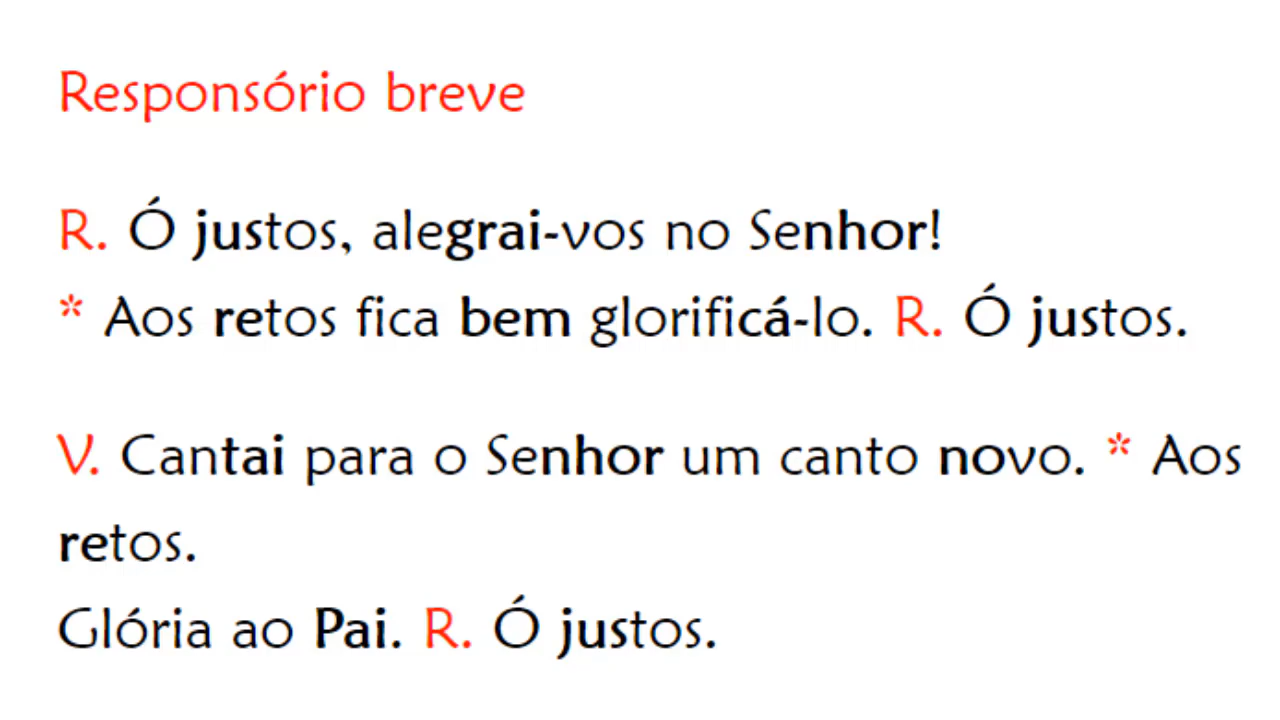 Responsório breve
R. Ó justos, alegrai-vos no Senhor!
* Aos retos fica bem glorificá-lo. R. Ó justos.
V. Cantai para o Senhor um canto novo. * Aos
retos.
Glória ao Pai. R. Ó justos.